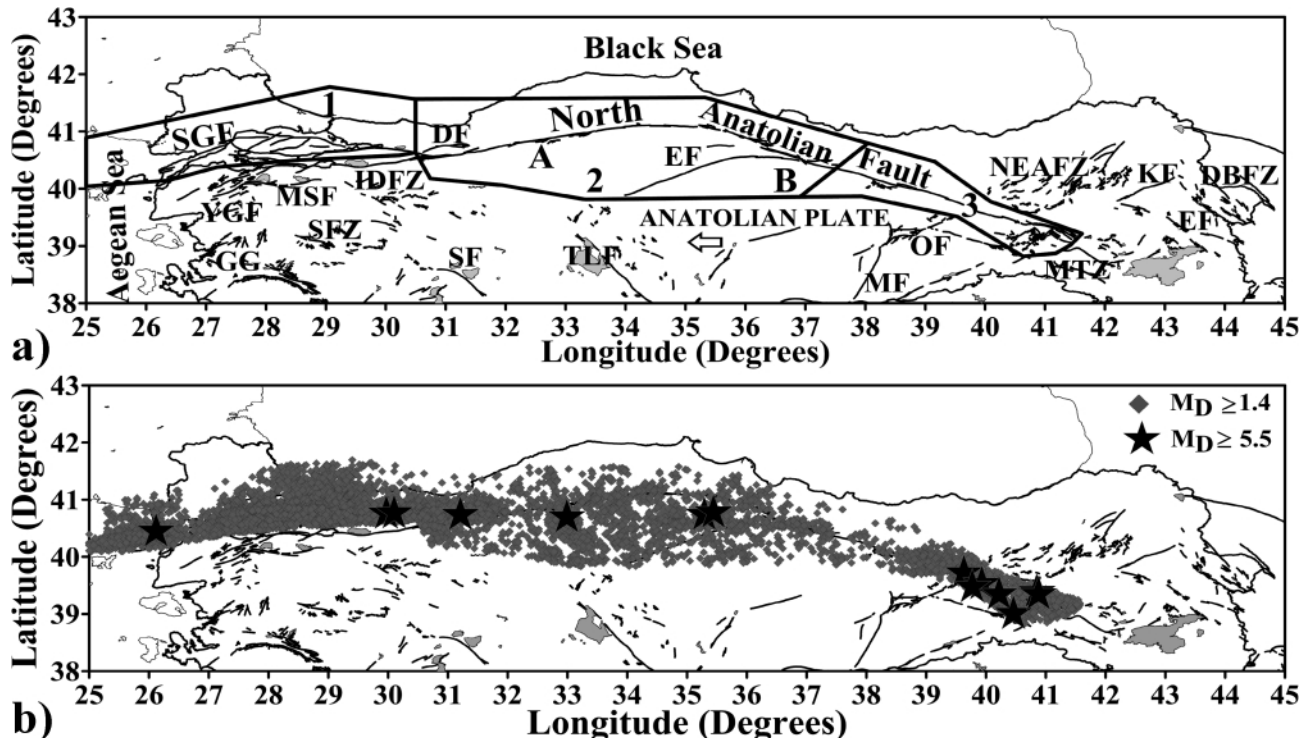 43
42
41
40
39
38
Latitude (Degrees)
Black Sea
1
North
Anatolian
Fault
SGF
DF
A
EF
2
B
3
NEAFZ
KF
DBFZ
EF
Aegean Sea
MSF
IDFZ
YGF
SFZ
GG
SF
TLF
ANATOLIAN PLATE
OF
MF
MTZ
25 26 27 28 29 30 31 32 33 34 35 36 37 38 39 40 41 42 43 44 45
a)
Longitude (Degrees)
43
42
41
40
39
38
Latitude (Degrees)
M_D ≥1.4
M_D ≥ 5.5
25 26 27 28 29 30 31 32 33 34 35 36 37 38 39 40 41 42 43 44 45
b)
Longitude (Degrees)